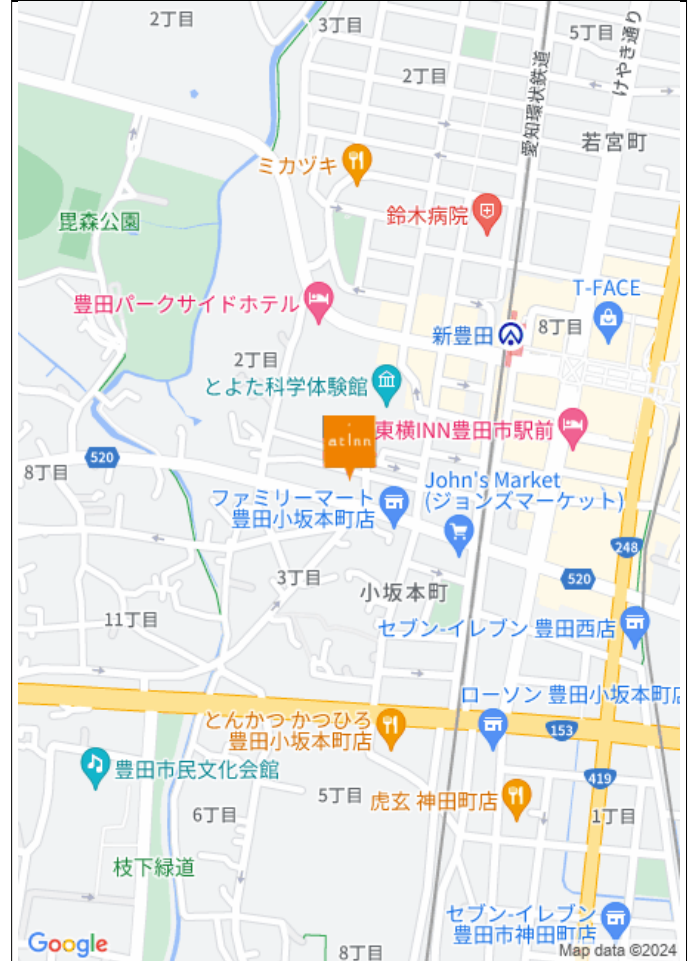 2丁目
3丁目
5丁目
けやき通り
2丁目
愛知環状鉄道
若宮町
ミカヅキ
鈴木病院
毘森公園
豊田パークサイドホテル
T-FACE
新豊田
8丁目
2丁目
とよた科学体験館
at inn
東横INN豊田市駅前
520
8丁目
John's Market
(ジョンズマーケット)
ファミリーマート
豊田小坂本町店
248
3丁目
520
小坂本町
11丁目
セブン-イレブン 豊田西店
ローソン 豊田小坂本町店
とんかつ かつひろ
豊田小坂本町店
153
豊田市民文化会館
419
5丁目
虎玄 神田町店
6丁目
1丁目
枝下緑道
セブン-イレブン
豊田市神田町店
8丁目
Google
Map data ©2024